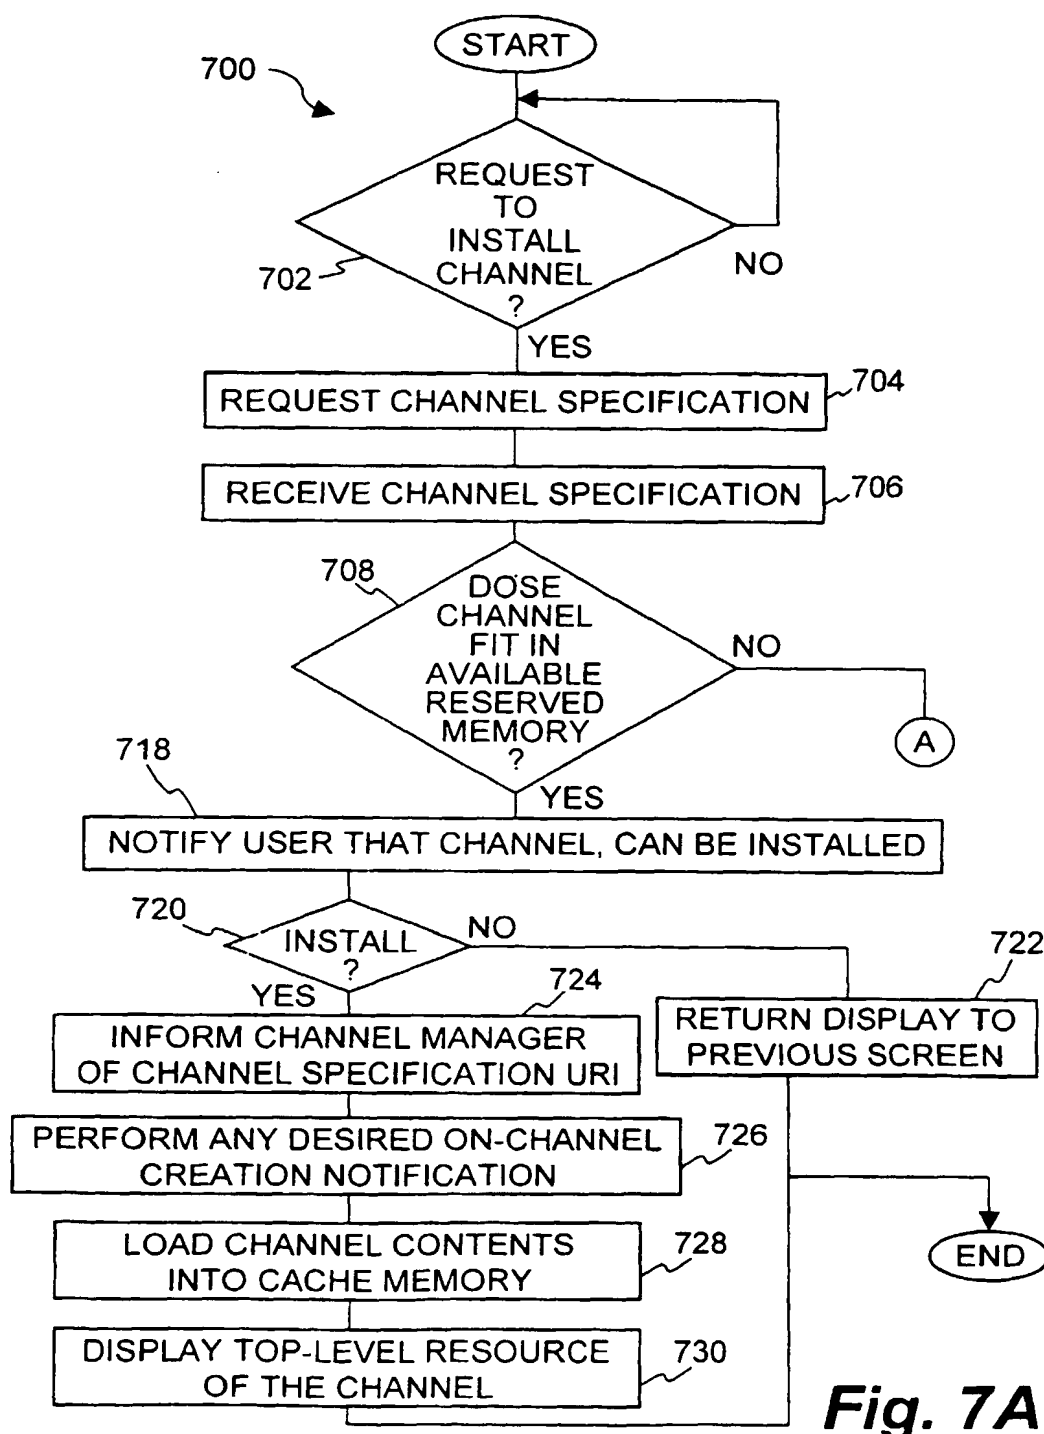 START
700
REQUEST
TO
INSTALL
CHANNEL
?
702
NO
YES
REQUEST CHANNEL SPECIFICATION
704
RECEIVE CHANNEL SPECIFICATION
706
708
DOSE
CHANNEL
FIT IN
AVAILABLE
RESERVED
MEMORY
?
NO
A
YES
718
NOTIFY USER THAT CHANNEL, CAN BE INSTALLED
720
INSTALL
?
NO
YES
722
RETURN DISPLAY TO
PREVIOUS SCREEN
724
INFORM CHANNEL MANAGER
OF CHANNEL SPECIFICATION URI
PERFORM ANY DESIRED ON-CHANNEL
CREATION NOTIFICATION
726
LOAD CHANNEL CONTENTS
INTO CACHE MEMORY
728
END
DISPLAY TOP-LEVEL RESOURCE
OF THE CHANNEL
730
Fig. 7A